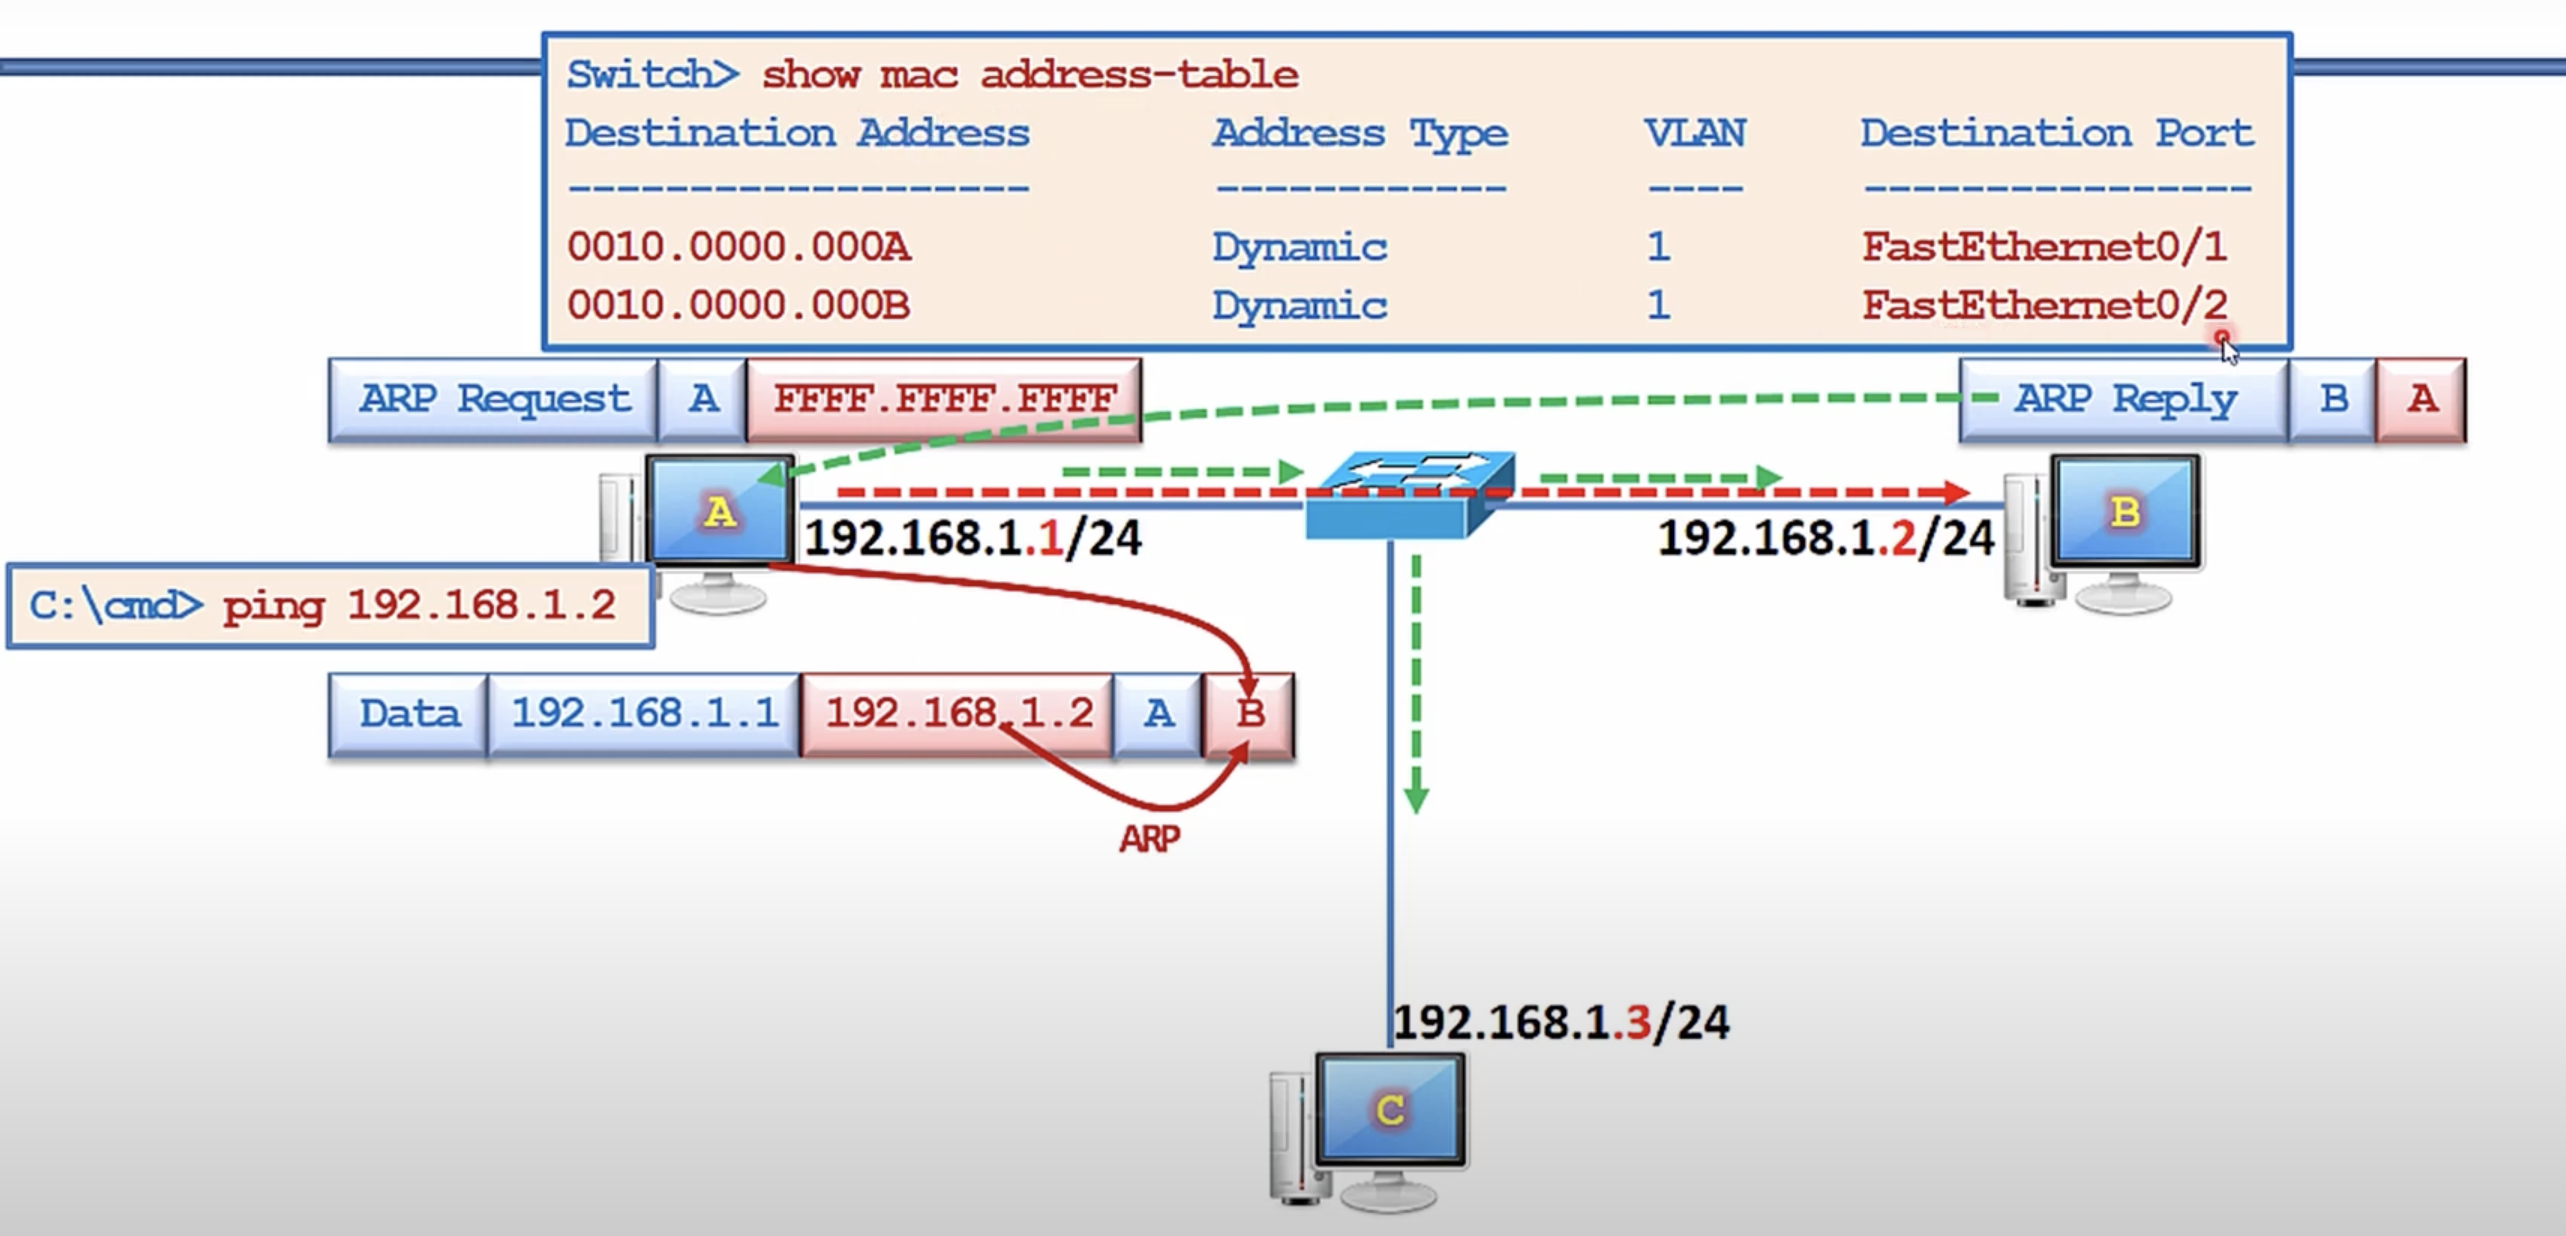 Switch> show mac address-table
Destination Address Address Type VLAN Destination Port
------------------- ------------ ---- ----------------
0010.0000.000A Dynamic 1 FastEthernet0/1
0010.0000.000B Dynamic 1 FastEthernet0/2
ARP Request A FFFF.FFFF.FFFF
ARP Reply B A
A
192.168.1.1/24
192.168.1.2/24
B
C:\cmd> ping 192.168.1.2
Data 192.168.1.1 192.168.1.2 A B
ARP
192.168.1.3/24
C